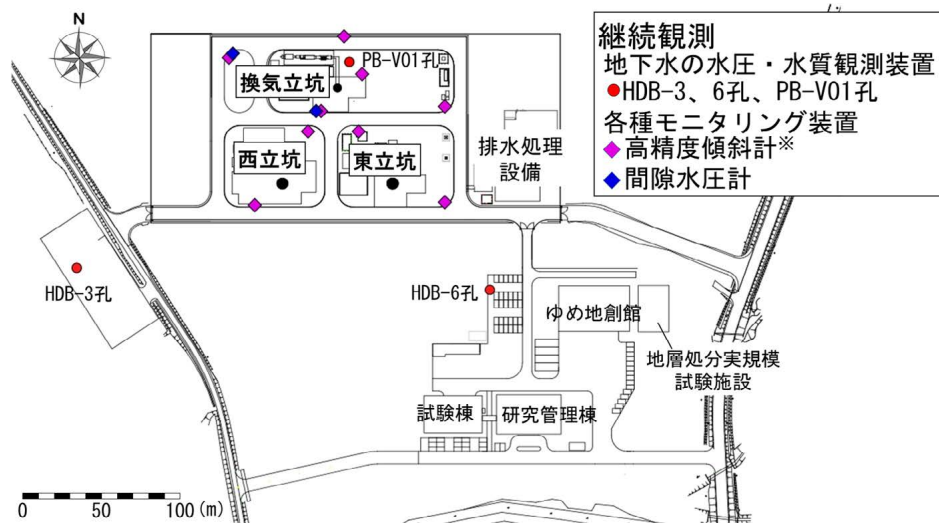 N
継続観測
地下水の水圧・水質観測装置
HDB-3、6孔、PB-V01孔
各種モニタリング装置
高精度傾斜計※
間隙水圧計
PB-V01孔
換気立坑
西立坑
東立坑
排水処理
設備
HDB-3孔
HDB-6孔
ゆめ地創館
地層処分実規模
試験施設
試験棟
研究管理棟
0 50 100(m)